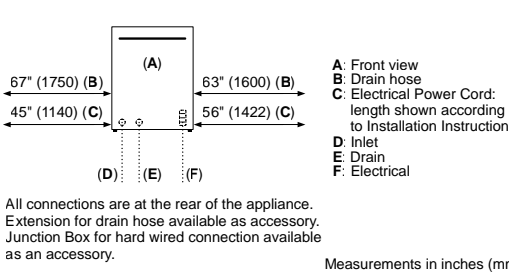 (A)
67" (1750) (B)
63" (1600) (B)
45" (1140) (C)
56" (1422) (C)
(D)
(E)
(F)
A: Front view
B: Drain hose
C: Electrical Power Cord:
length shown according
to Installation Instruction
D: Inlet
E: Drain
F: Electrical
All connections are at the rear of the appliance.
Extension for drain hose available as accessory.
Junction Box for hard wired connection available
as an accessory.
Measurements in inches (mm